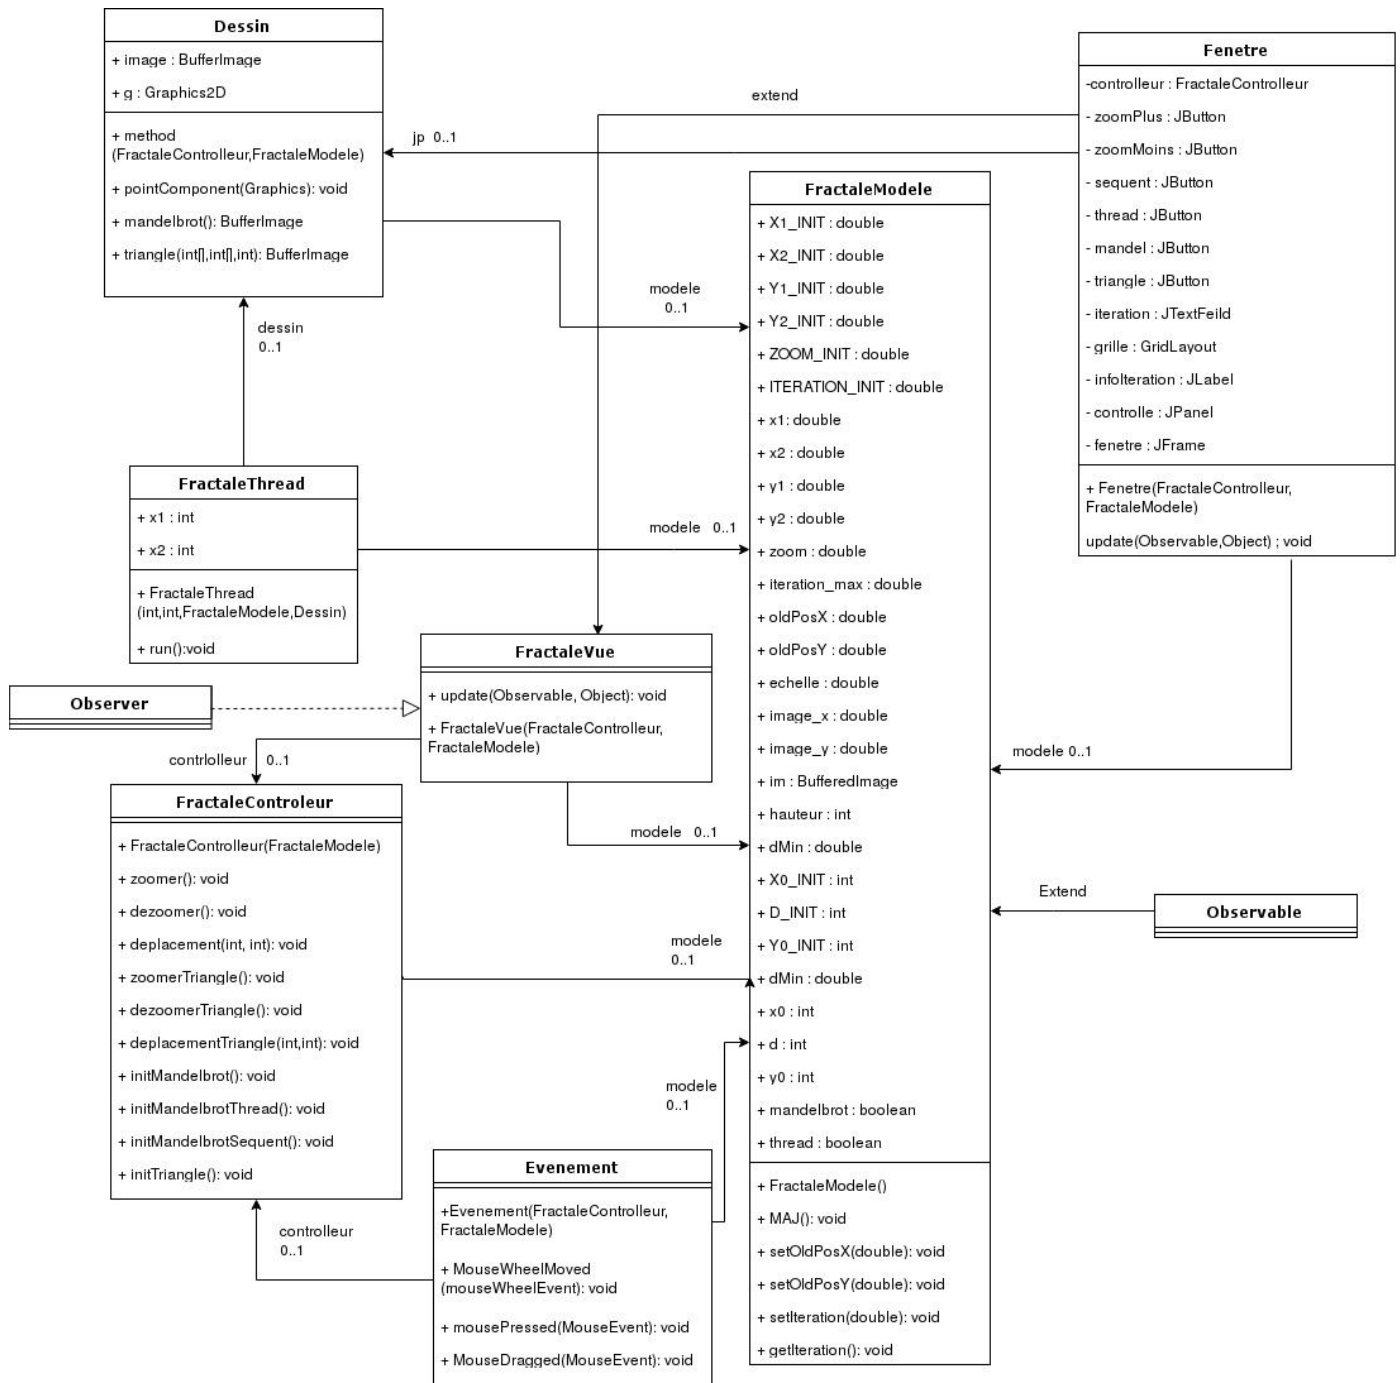 Dessin
+ image : BufferImage
+ g : Graphics2D
+ method
(FractaleControlleur,FractaleModele)
+ pointComponent(Graphics): void
+ mandelbrot(): BufferImage
+ triangle(int[],int[],int): BufferImage
extend
jp 0..1
Fenetre
-controlleur : FractaleControlleur
- zoomPlus : JButton
- zoomMoins : JButton
- sequent : JButton
- thread : JButton
- mandel : JButton
- triangle : JButton
- iteration : JTextFeild
- grille : GridLayout
- infoIteration : JLabel
- controlle : JPanel
- fenetre : JFrame
+ Fenetre(FractaleControlleur,
FractaleModele)
update(Observable,Object) ; void
dessin
0..1
modele
0..1
FractaleModele
+ X1_INIT : double
+ X2_INIT : double
+ Y1_INIT : double
+ Y2_INIT : double
+ ZOOM_INIT : double
+ ITERATION_INIT : double
+ x1: double
+ x2 : double
+ y1 : double
+ y2 : double
+ zoom : double
+ iteration_max : double
+ oldPosX : double
+ oldPosY : double
+ echelle : double
+ image_x : double
+ image_y : double
+ im : BufferedImage
+ hauteur : int
+ dMin : double
+ X0_INIT : int
+ D_INIT : int
+ Y0_INIT : int
+ dMin : double
+ x0 : int
+ d : int
+ y0 : int
+ mandelbrot : boolean
+ thread : boolean
+ FractaleModele()
+ MAJ(): void
+ setOldPosX(double): void
+ setOldPosY(double): void
+ setIteration(double): void
+ getIteration(): void
FractaleThread
+ x1 : int
+ x2 : int
+ FractaleThread
(int,int,FractaleModele,Dessin)
+ run():void
modele 0..1
FractaleVue
+ update(Observable, Object): void
+ FractaleVue(FractaleControlleur,
FractaleModele)
Observer
contrlolleur 0..1
modele 0..1
modele 0..1
FractaleControleur
+ FractaleControlleur(FractaleModele)
+ zoomer(): void
+ dezoomer(): void
+ deplacement(int, int): void
+ zoomerTriangle(): void
+ dezoomerTriangle(): void
+ deplacementTriangle(int,int): void
+ initMandelbrot(): void
+ initMandelbrotThread(): void
+ initMandelbrotSequent(): void
+ initTriangle(): void
Extend
Observable
modele
0..1
modele
0..1
controlleur
0..1
Evenement
+Evenement(FractaleControlleur,
FractaleModele)
+ MouseWheelMoved
(mouseWheelEvent): void
+ mousePressed(MouseEvent): void
+ MouseDragged(MouseEvent): void